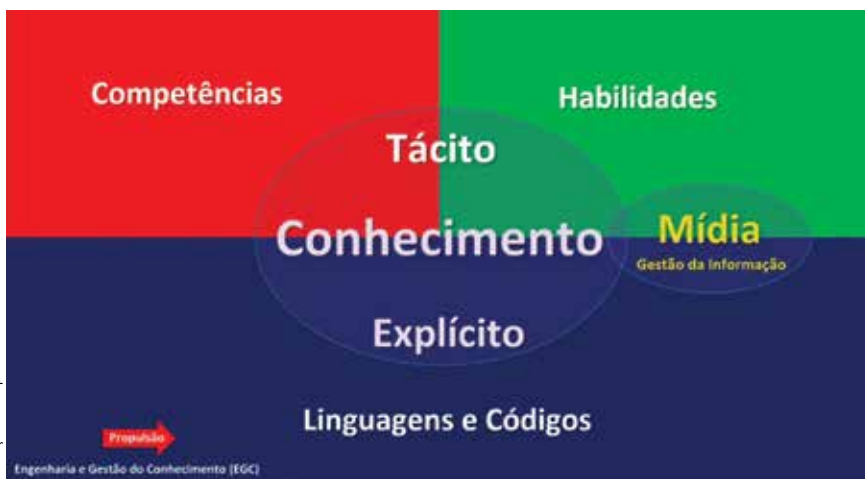 Competências
Habilidades
Tácito
Conhecimento
Mídia
Gestão da Informação
Explícito
Linguagens e Códigos
Propulsão
Engenharia e Gestão do Conhecimento (EGC)